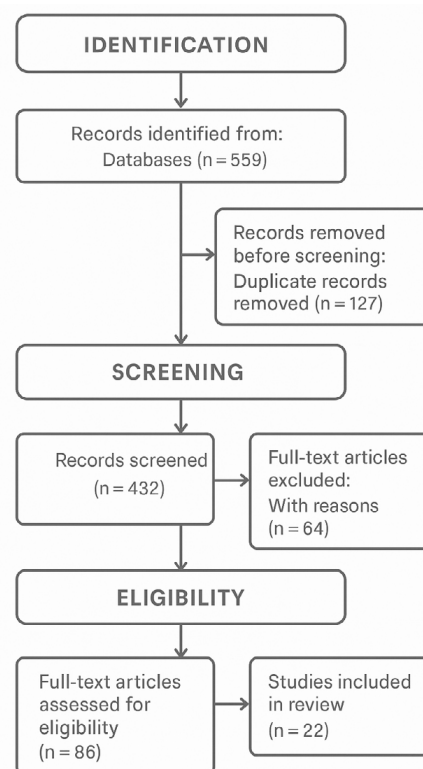 IDENTIFICATION
Records identified from:
Databases (n = 559)
Records removed
before screening:
Duplicate records
removed (n = 127)
SCREENING
Records screened
(n = 432)
Full-text articles
excluded:
With reasons
(n = 64)
ELIGIBILITY
Full-text articles
assessed for
eligibility
(n = 86)
Studies included
in review
(n = 22)